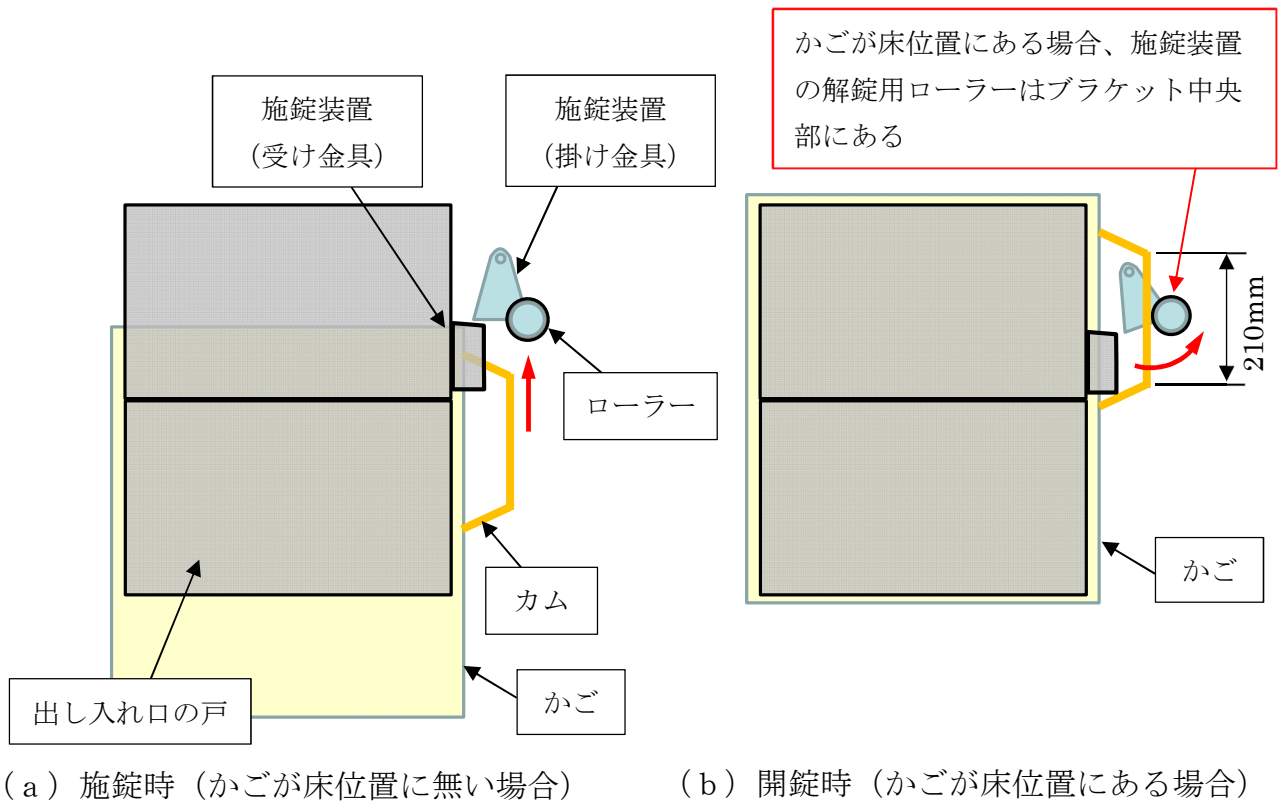 かごが床位置にある場合、施錠装置
の解錠用ローラーはブラケット中央
部にある
施錠装置
（受け金具）
施錠装置
（掛け金具）
210mm
ローラー
カム
かご
出し入れ口の戸
かご
（a）施錠時（かごが床位置に無い場合）
（b）開錠時（かごが床位置にある場合）